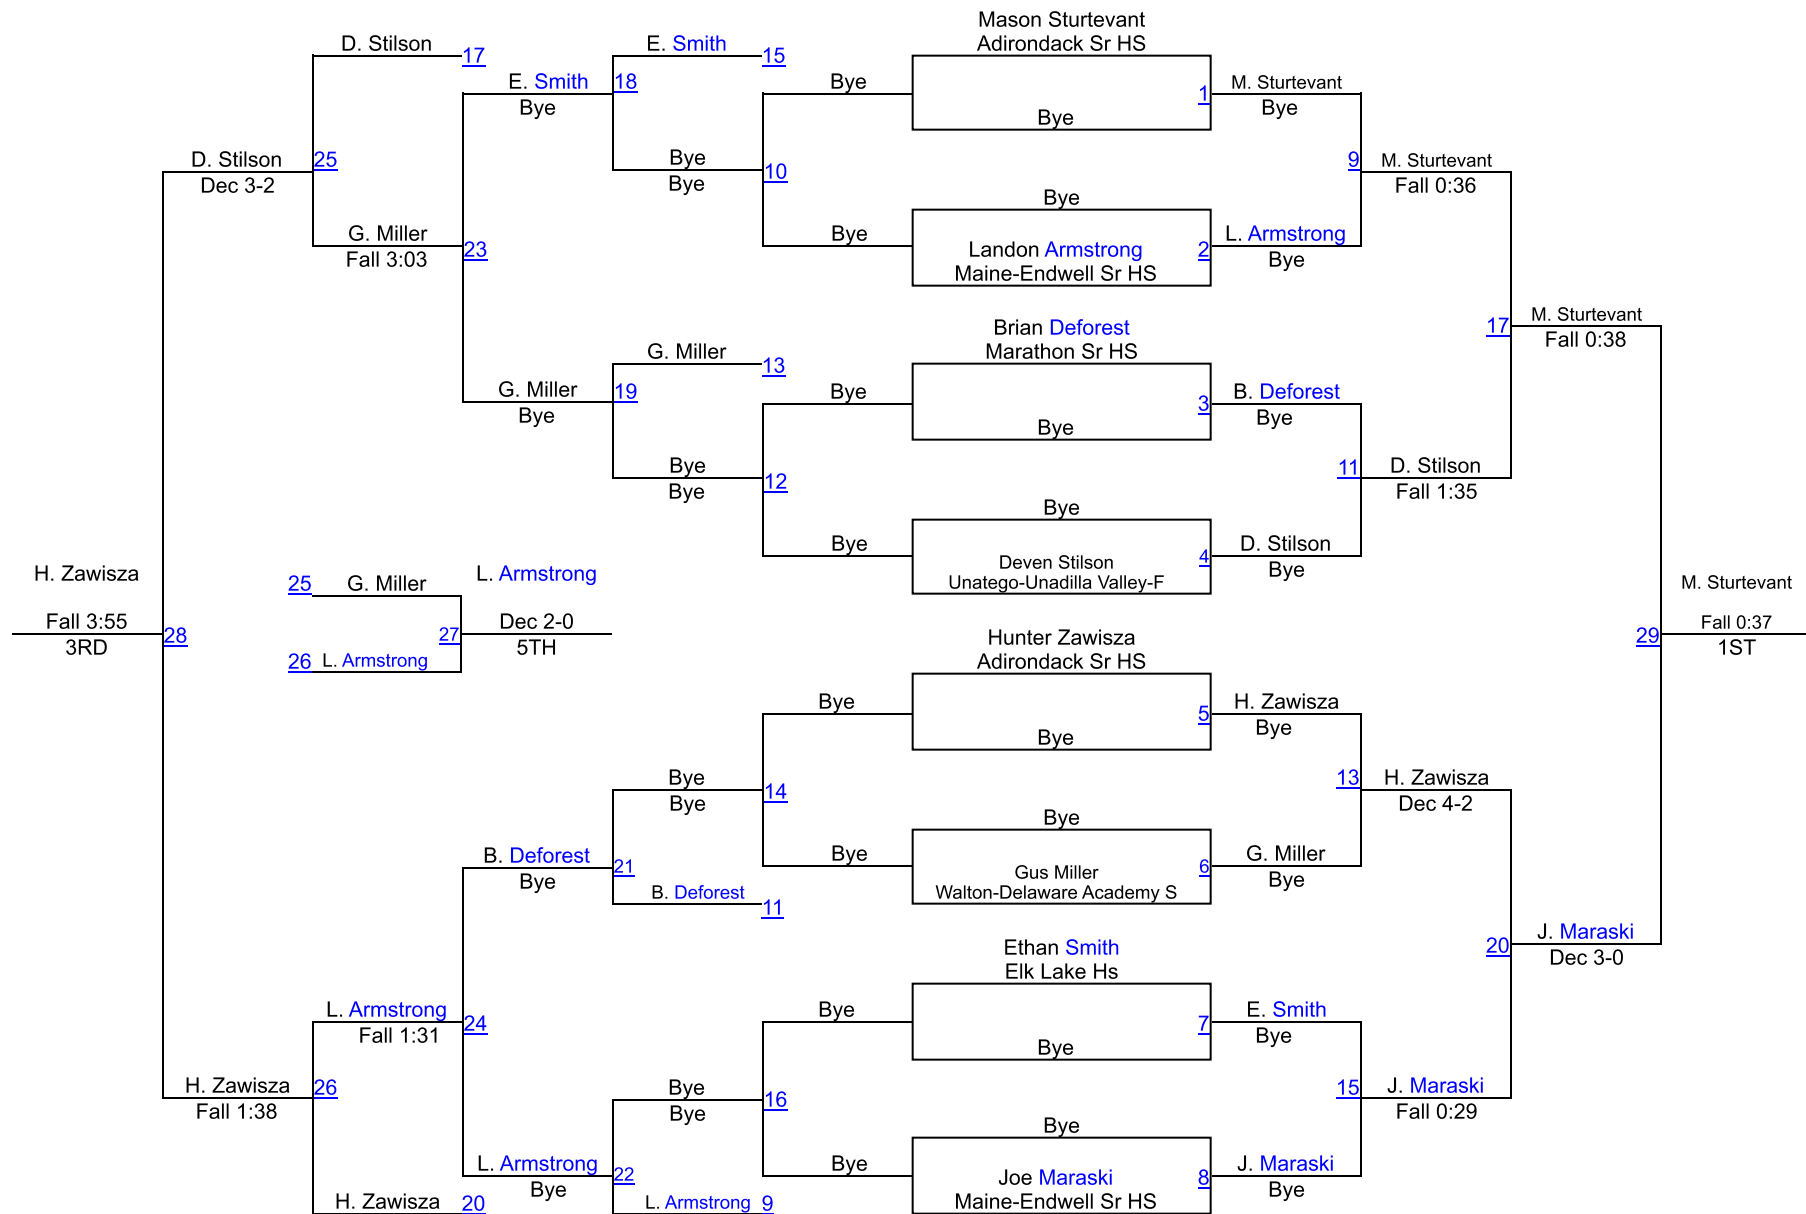 Mason Sturtevant
Adirondack Sr HS
D. Stilson
17
E. Smith
15
E. Smith
18
Bye
Bye
1
M. Sturtevant
Bye
Bye
D. Stilson
25
Dec 3-2
Bye
10
Bye
9
M. Sturtevant
Fall 0:36
Bye
G. Miller
23
Fall 3:03
Bye
Landon Armstrong
2
Maine-Endwell Sr HS
L. Armstrong
Bye
Brian Deforest
Marathon Sr HS
17
M. Sturtevant
Fall 0:38
G. Miller
13
G. Miller
19
Bye
Bye
3
Bye
B. Deforest
Bye
Bye
12
Bye
11
D. Stilson
Fall 1:35
Bye
Bye
Deven Stilson
4
Unatego-Unadilla Valley-F
D. Stilson
Bye
H. Zawisza
Fall 3:55
28
3RD
25
G. Miller
L. Armstrong
27
Dec 2-0
5TH
26
L. Armstrong
M. Sturtevant
29
Fall 0:37
1ST
Hunter Zawisza
Adirondack Sr HS
Bye
5
Bye
H. Zawisza
Bye
Bye
14
Bye
13
H. Zawisza
Dec 4-2
Bye
B. Deforest
21
Bye
Bye
Gus Miller
6
Walton-Delaware Academy S
G. Miller
Bye
B. Deforest
11
Ethan Smith
Elk Lake Hs
20
J. Maraski
Dec 3-0
L. Armstrong
24
Fall 1:31
Bye
7
Bye
E. Smith
Bye
H. Zawisza
26
Fall 1:38
Bye
16
Bye
15
J. Maraski
Fall 0:29
Bye
L. Armstrong
22
Bye
Bye
Joe Maraski
8
Maine-Endwell Sr HS
J. Maraski
Bye
H. Zawisza
20
L. Armstrong
9